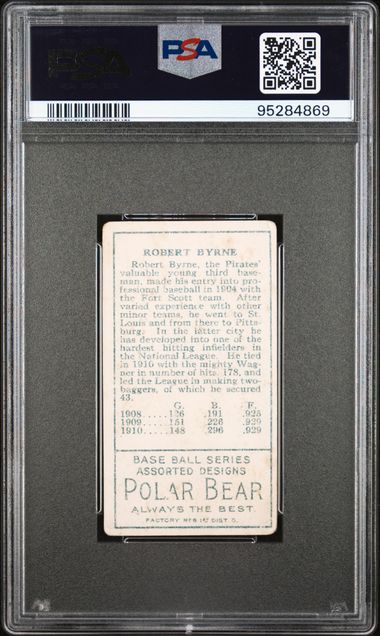 PSA
PSA
95284869
ROBERT BYRNE
Robert Byrne, the Pirates'
valuable young third base-
man, made his entry into pro-
fessional baseball in 1904 with
the Fort Scott team. After
varied experience with other
minor teams, he went to St.
Louis and from there to Pitts-
burg. In the latter city he
has developed into one of the
hardest hitting infielders in
the National League. He tied
in 1910 with the mighty Wag-
ner in number of hits, 178, and
led the League in making two-
baggers, of which he secured
43.
G. B. F.
1908.....126 .191 .925
1909.....151 .226 .929
1910.....148 .296 .929
BASE BALL SERIES
ASSORTED DESIGNS
POLAR BEAR
ALWAYS THE BEST.
FACTORY Nº 6 1ST DIST O.